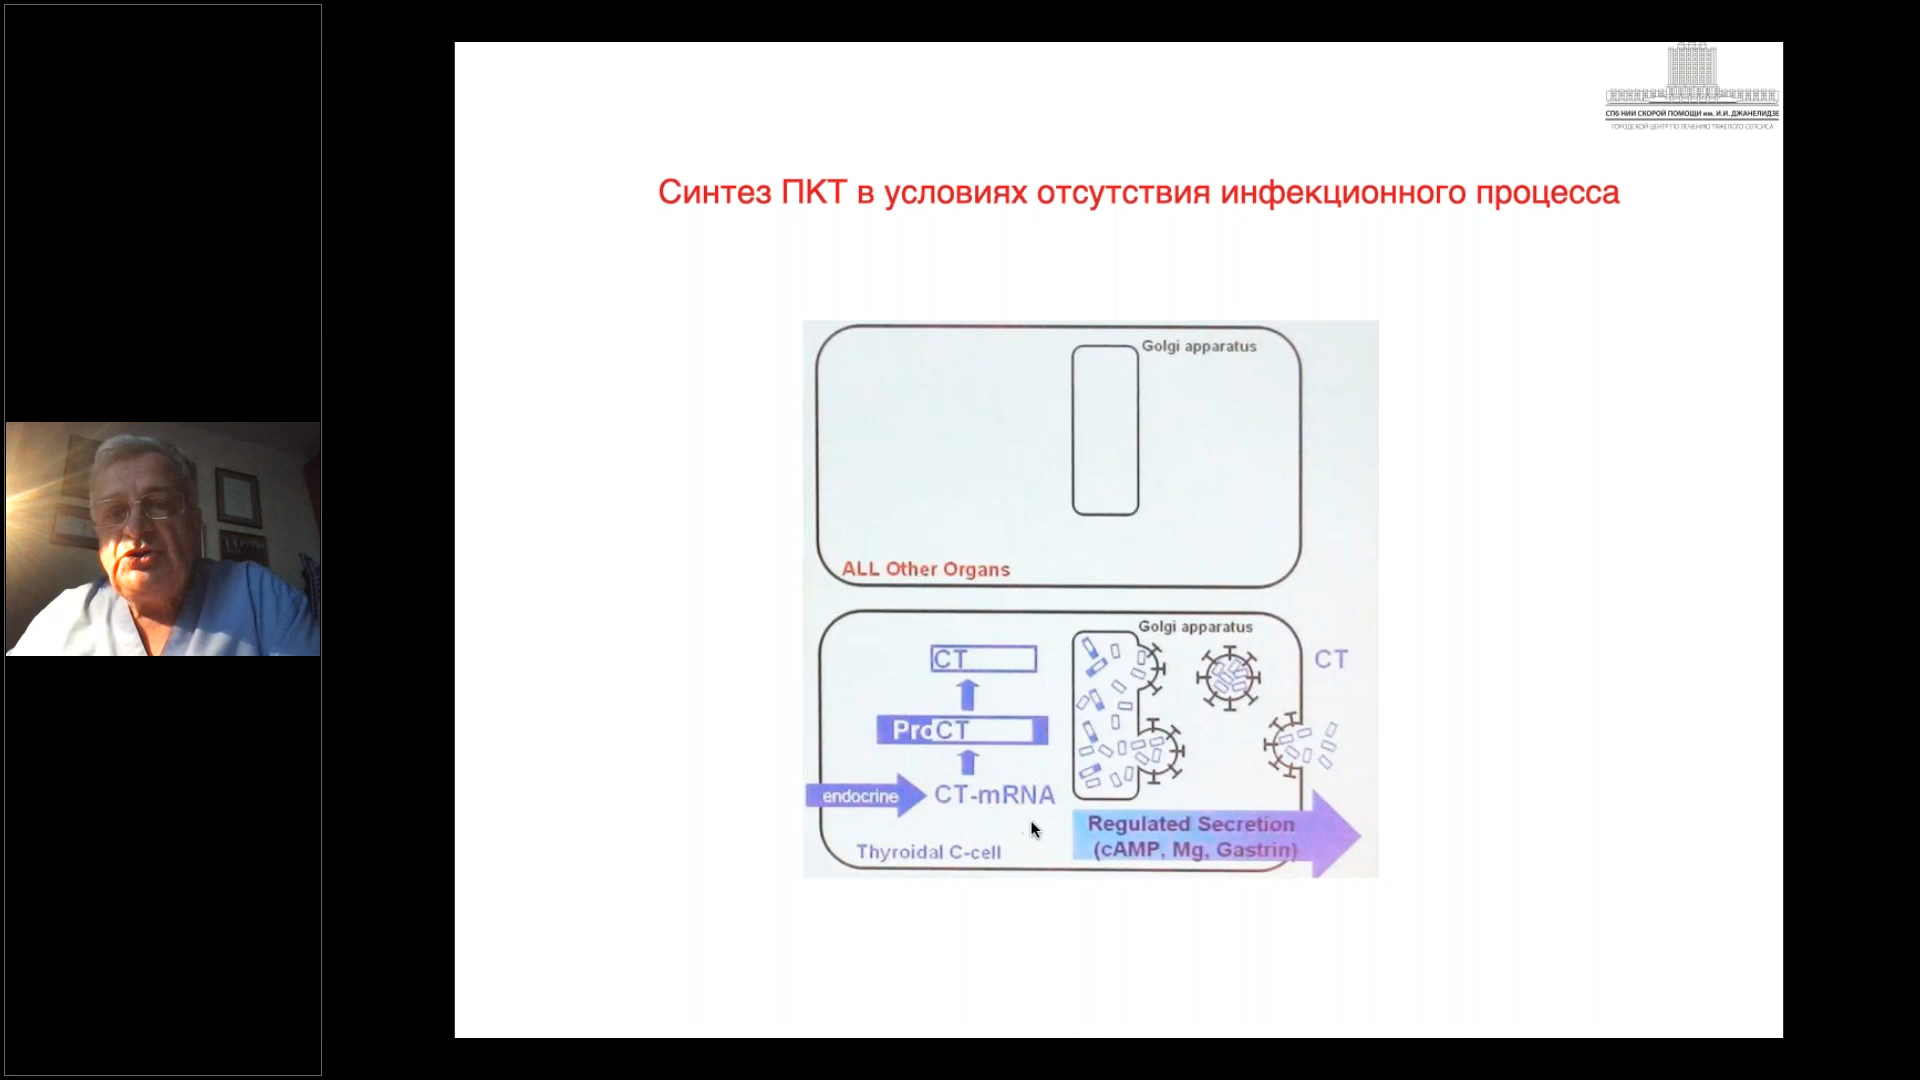 СПб НИИ СКОРОЙ ПОМОЩИ им. И.И. ДЖАНЕЛИДЗЕ
ГОРОДСКОЙ ЦЕНТР ПО ЛЕЧЕНИЮ ТЯЖЕЛОГО СЕПСИСА
Синтез ПКТ в условиях отсутствия инфекционного процесса
Golgi apparatus
ALL Other Organs
Golgi apparatus
CT
CT
ProCT
endocrine
CT-mRNA
Regulated Secretion
(cAMP, Mg, Gastrin)
Thyroidal C-cell